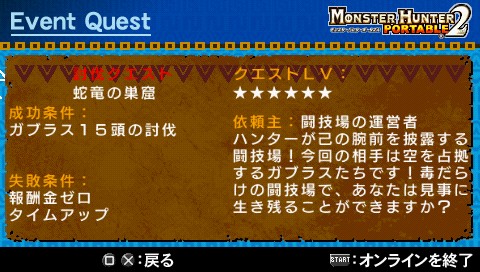 Event Quest
MONSTER HUNTER
PORTABLE 2
討伐クエスト
蛇竜の巣窟
成功条件：
ガブラス１５頭の討伐
失敗条件：
報酬金ゼロ
タイムアップ
クエストＬＶ：
★★★★★★
依頼主：闘技場の運営者
ハンターが己の腕前を披露する
闘技場！今回の相手は空を占拠
するガブラスたちです！毒だら
けの闘技場で、あなたは見事に
生き残ることができますか？
□×:戻る
START:オンラインを終了